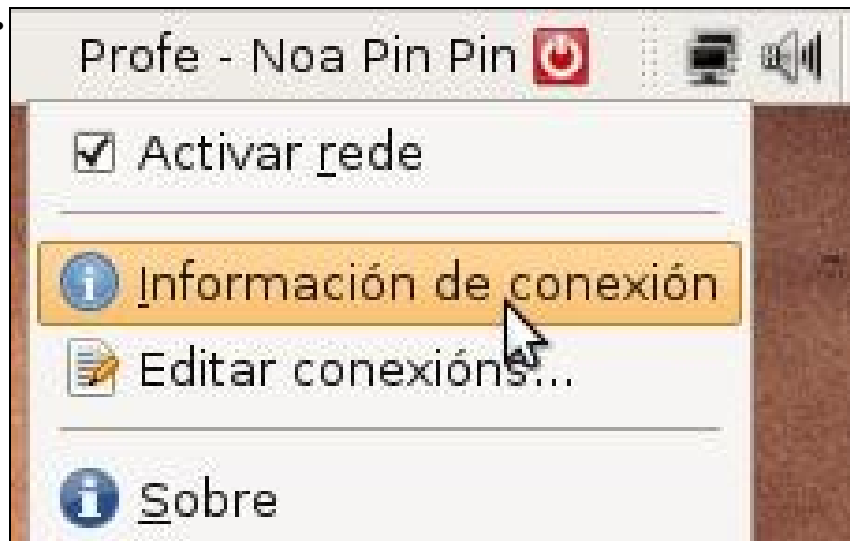 Profe - Noa Pin Pin
Activar rede
Información de conexión
Editar conexións...
Sobre